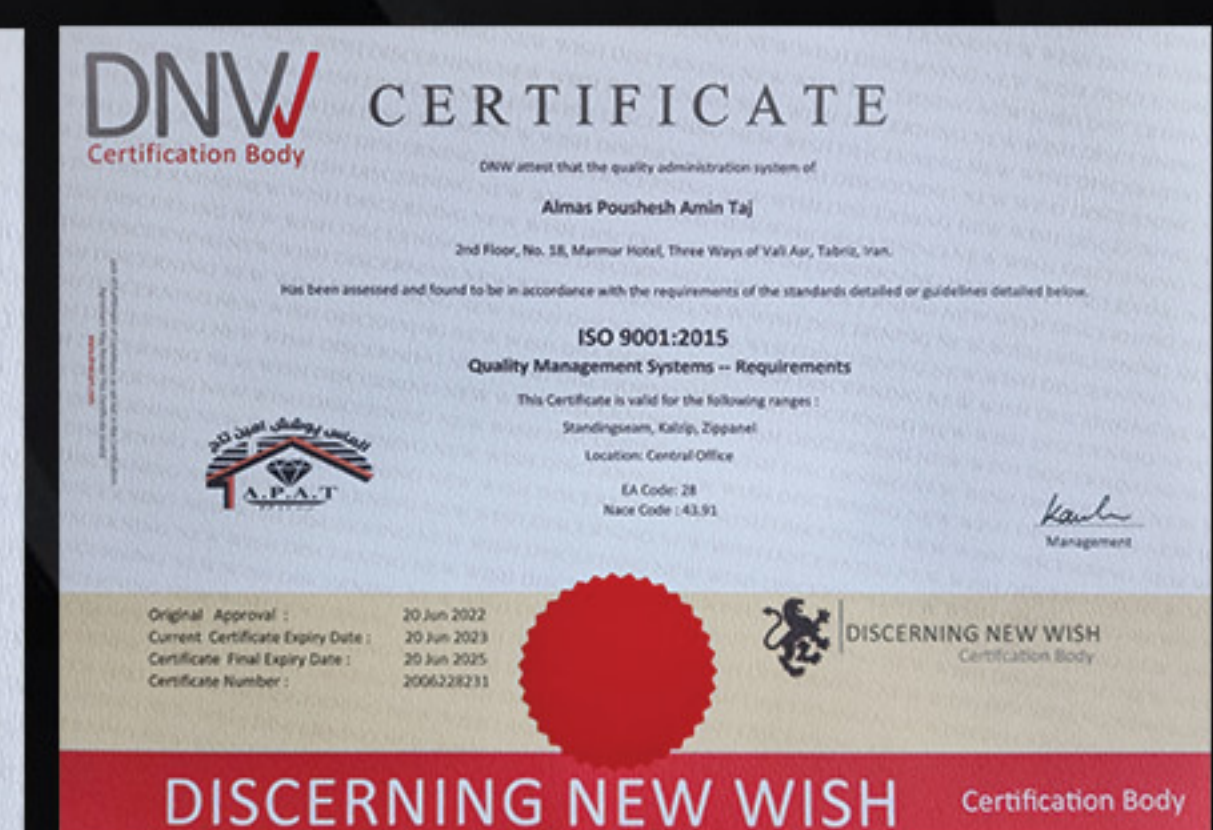 DNW
Certification Body
CERTIFICATE
DNW attest that the quality administration system of
Almas Poushesh Amin Taj
2nd Floor, No. 18, Marmar Hotel, Three Ways of Vali Asr, Tabriz, Iran.
Has been assessed and found to be in accordance with the requirements of the standards detailed or guidelines detailed below.
ISO 9001:2015
Quality Management Systems -- Requirements
This Certificate is valid for the following ranges :
Standingseam, Kalzip, Zippanel
Location: Central Office
EA Code: 28
Nace Code : 43.91
الماس پوشش امین تاج
A.P.A.T
Management
Original Approval : 20 Jun 2022
Current Certificate Expiry Date : 20 Jun 2023
Certificate Final Expiry Date : 20 Jun 2025
Certificate Number : 2006228231
DISCERNING NEW WISH
Certfcation Body
DISCERNING NEW WISH
Certification Body